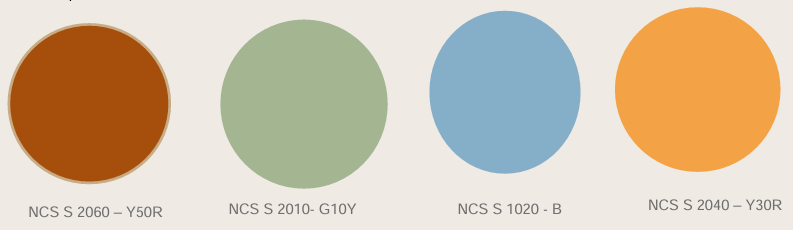 NCS S 2060 – Y50R
NCS S 2010- G10Y
NCS S 1020 - B
NCS S 2040 – Y30R